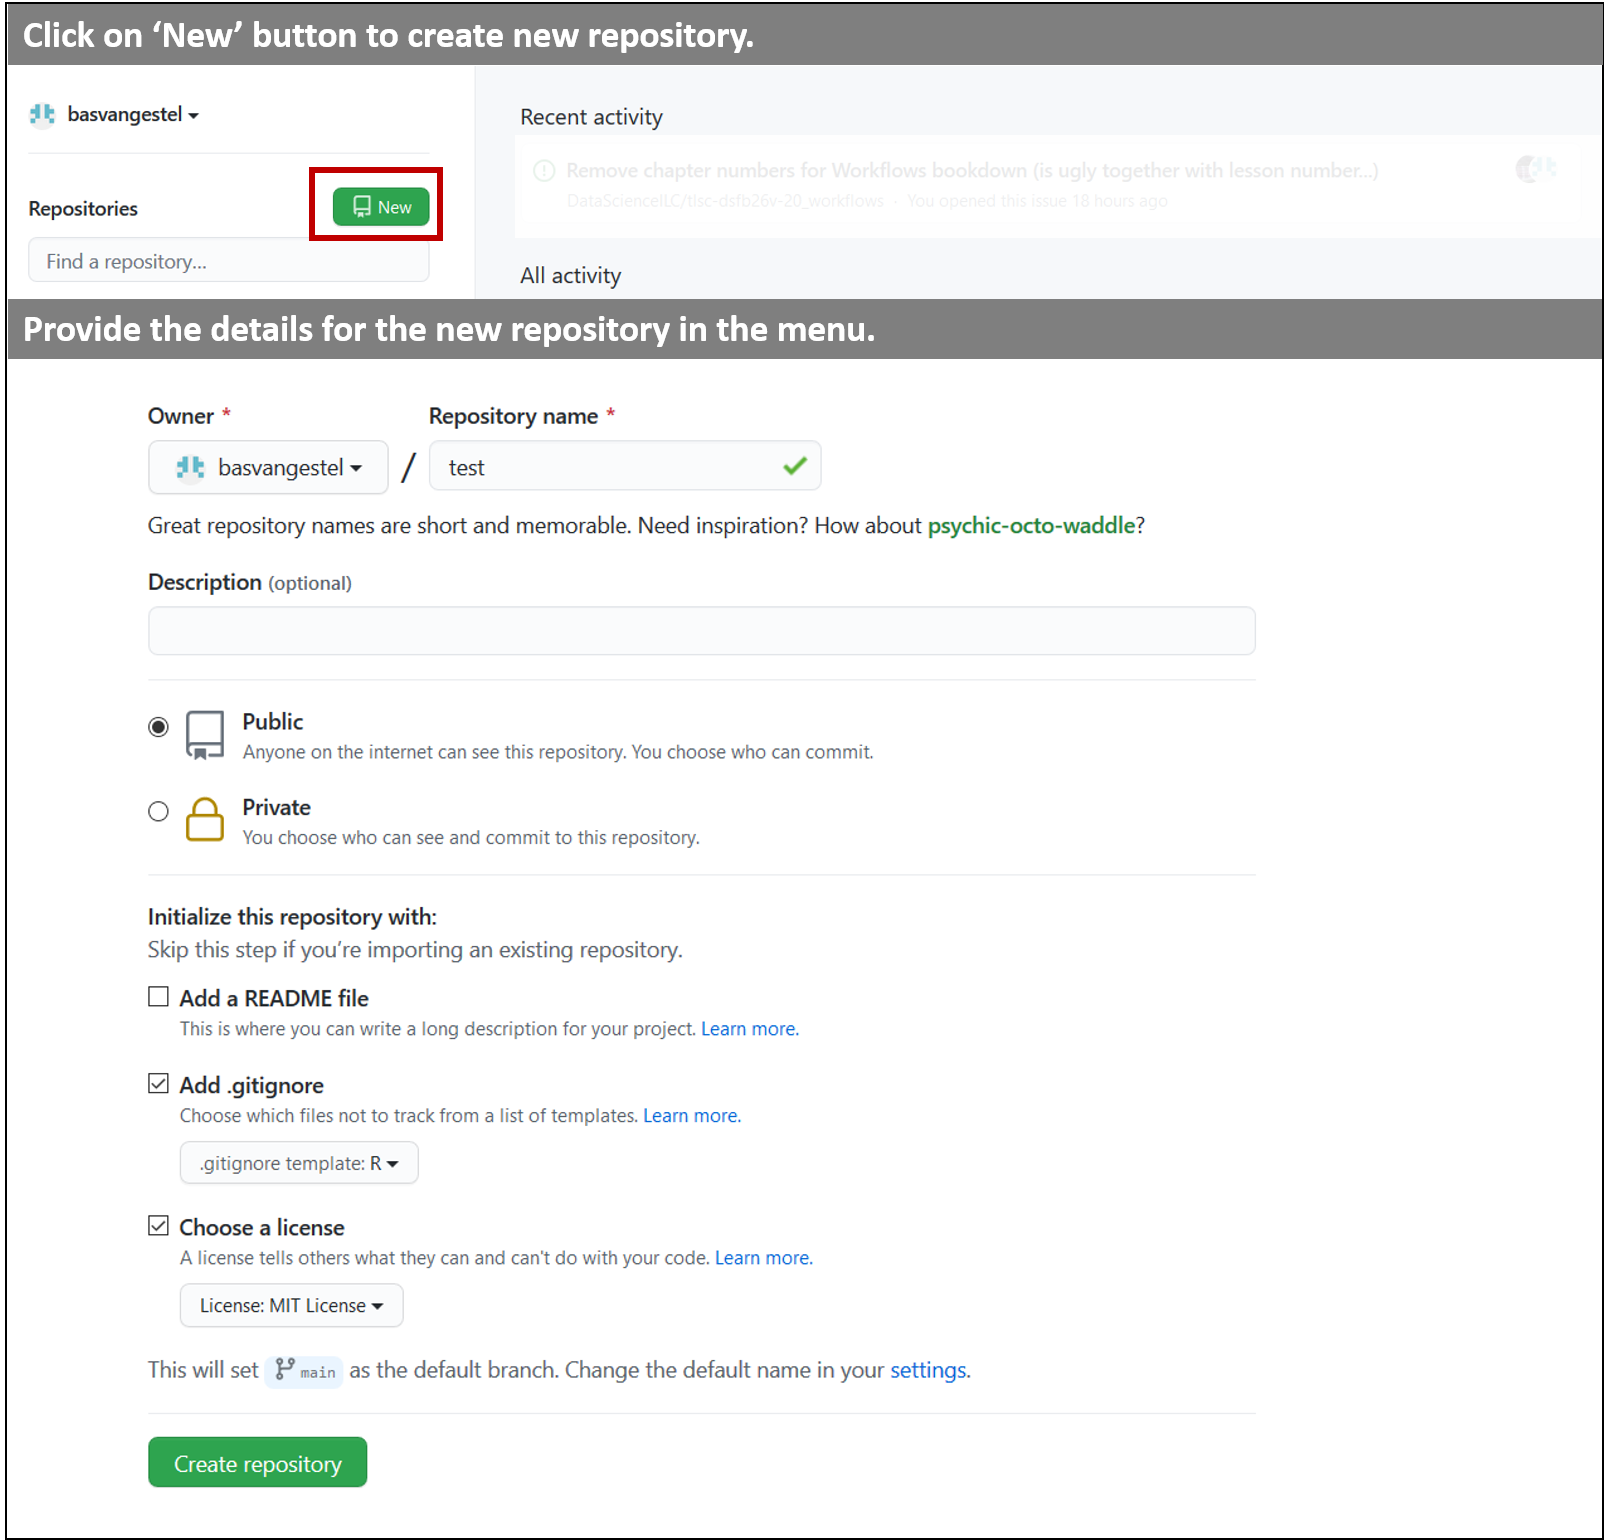 Click on ‘New’ button to create new repository.
basvangestel
Recent activity
Remove chapter numbers for Workflows bookdown (is ugly together with lesson number...)
DataScienceILC/tlsc-dsfb26v-20_workflows · You opened this issue 18 hours ago
Repositories
New
Find a repository...
All activity
Provide the details for the new repository in the menu.
Owner * Repository name *
basvangestel / test
Great repository names are short and memorable. Need inspiration? How about psychic-octo-waddle?
Description (optional)
Public
Anyone on the internet can see this repository. You choose who can commit.
Private
You choose who can see and commit to this repository.
Initialize this repository with:
Skip this step if you’re importing an existing repository.
Add a README file
This is where you can write a long description for your project. Learn more.
Add .gitignore
Choose which files not to track from a list of templates. Learn more.
.gitignore template: R
Choose a license
A license tells others what they can and can't do with your code. Learn more.
License: MIT License
This will set main as the default branch. Change the default name in your settings.
Create repository